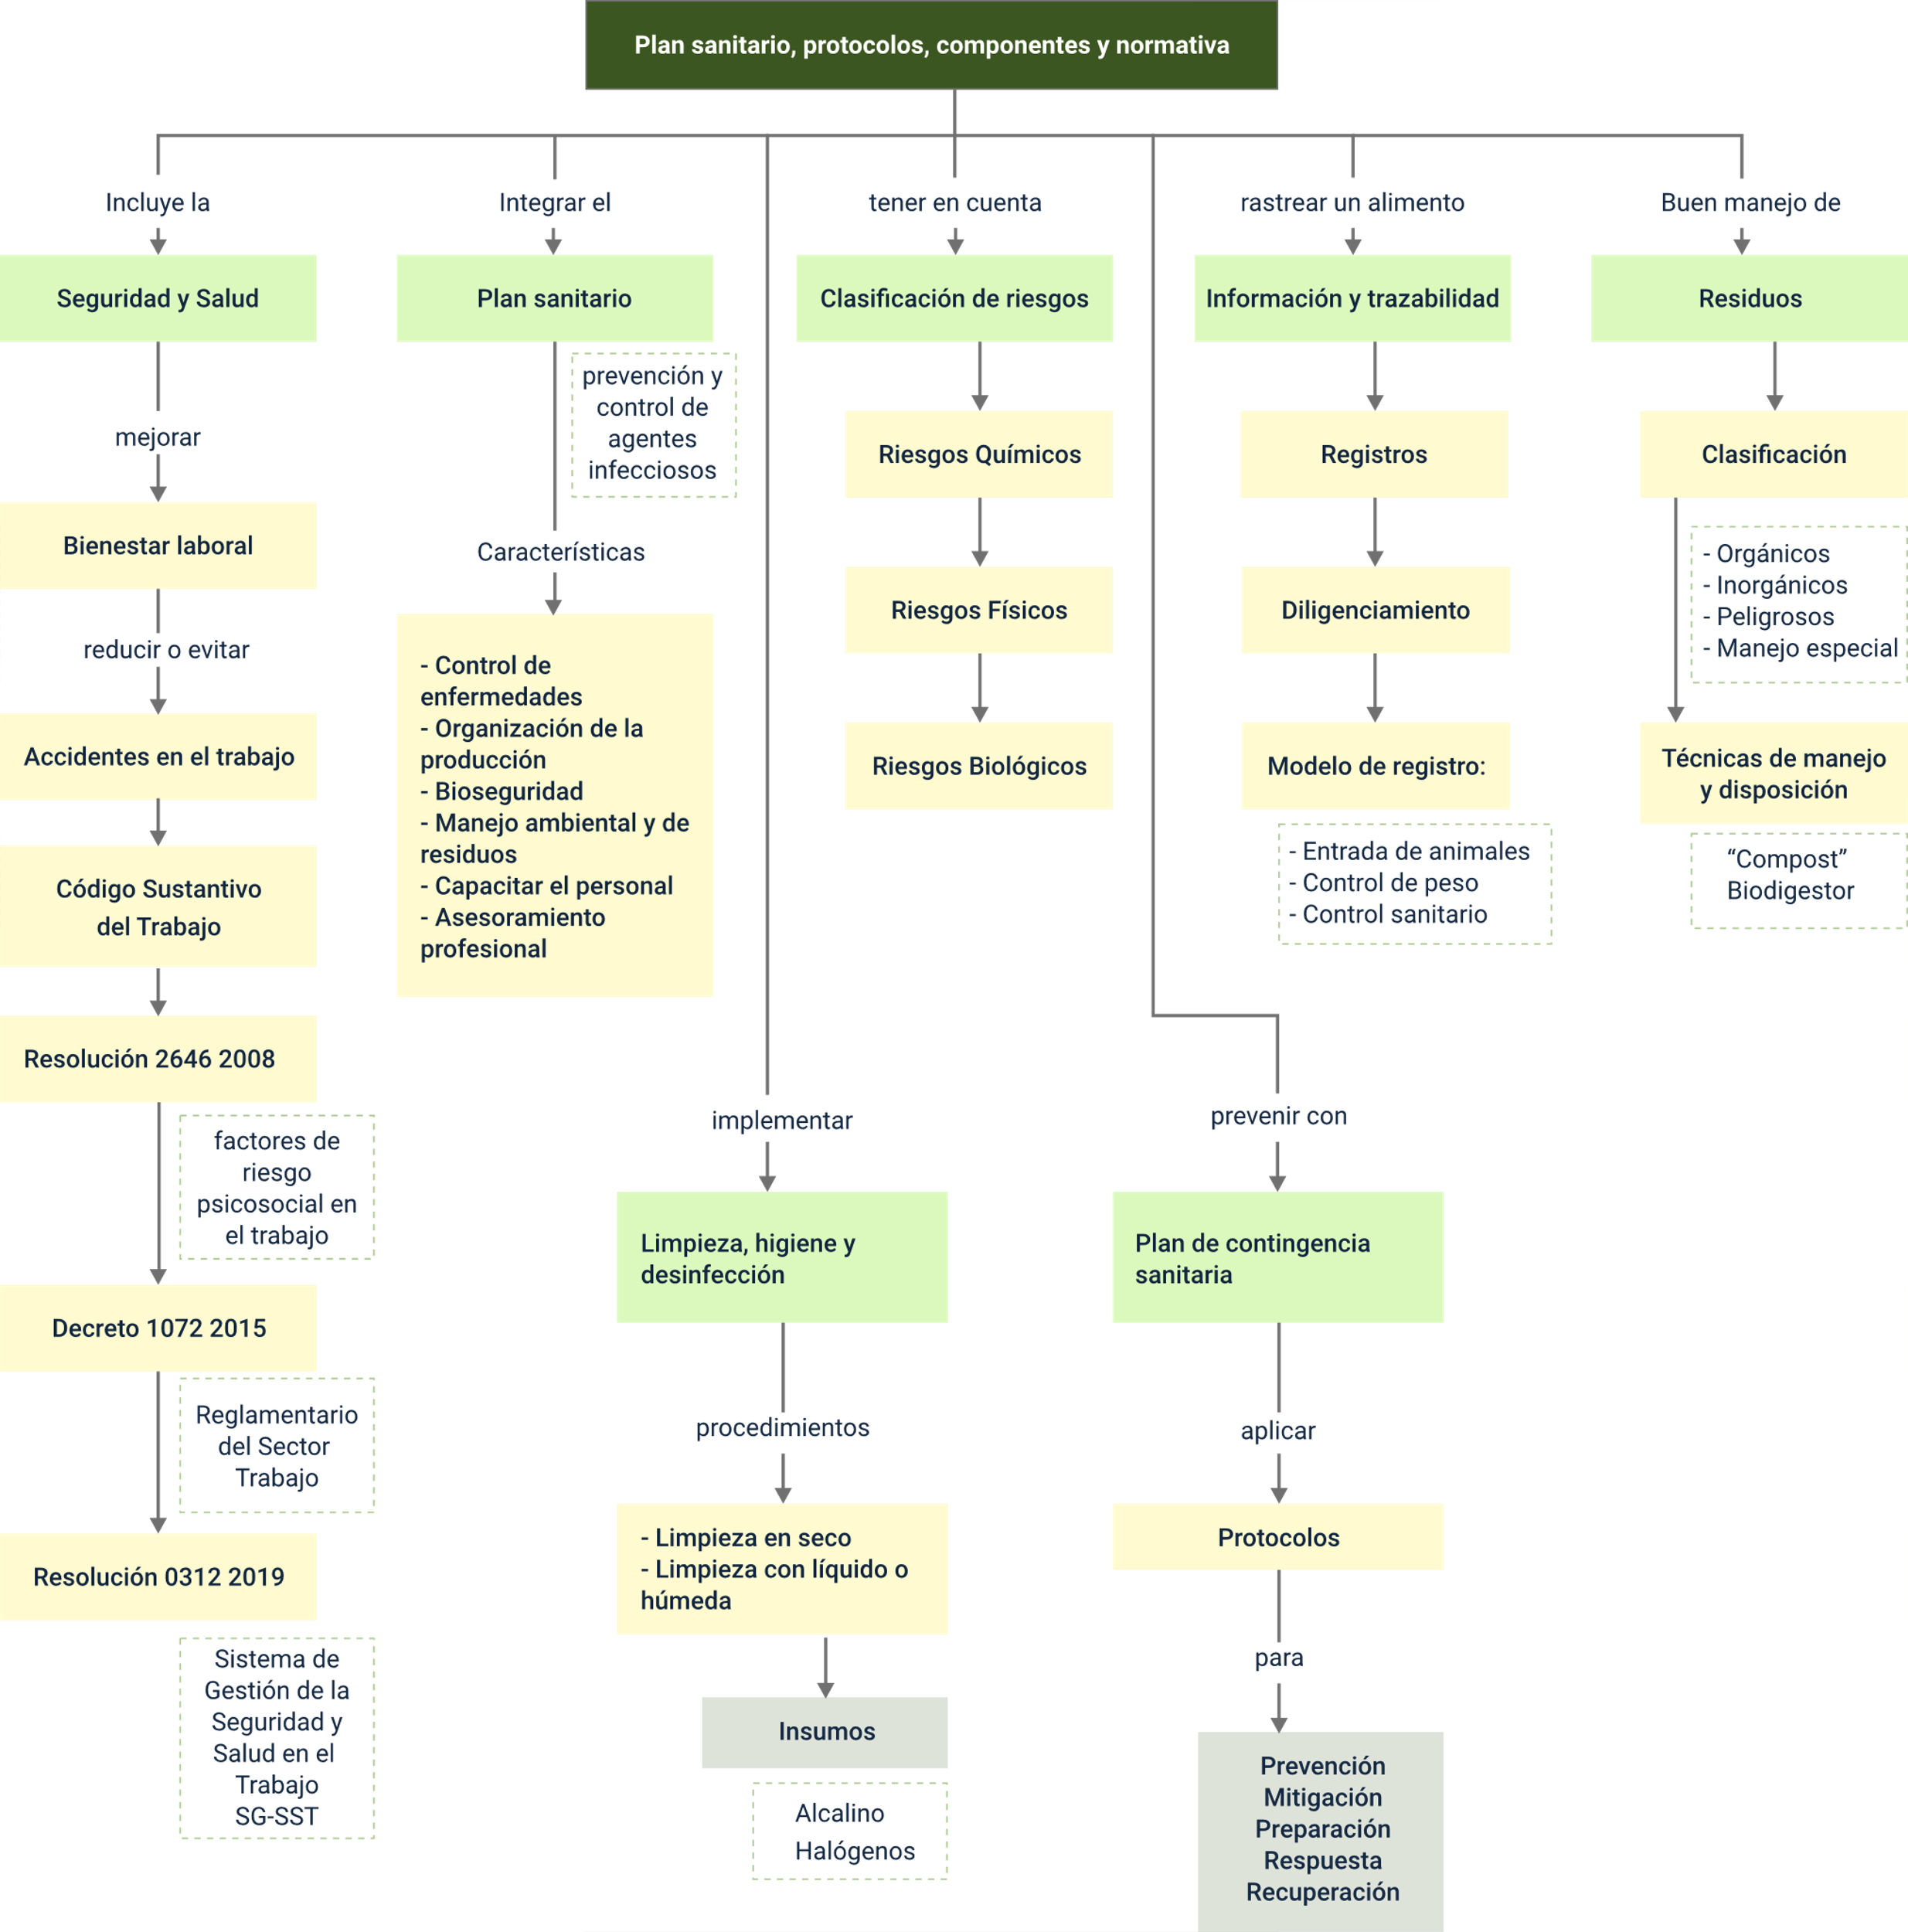 Plan sanitario, protocolos, componentes y normativa
Incluye la
Seguridad y Salud
mejorar
Bienestar laboral
reducir o evitar
Accidentes en el trabajo
Código Sustantivo
del Trabajo
Resolución 2646 2008
factores de
riesgo
psicosocial en
el trabajo
Decreto 1072 2015
Reglamentario
del Sector
Trabajo
Resolución 0312 2019
Sistema de
Gestión de la
Seguridad y
Salud en el
Trabajo
SG-SST
Integrar el
Plan sanitario
prevención y
control de
agentes
infecciosos
Características
- Control de
enfermedades
- Organización de la
producción
- Bioseguridad
- Manejo ambiental y de
residuos
- Capacitar el personal
- Asesoramiento
profesional
implementar
Limpieza, higiene y
desinfección
procedimientos
- Limpieza en seco
- Limpieza con líquido o
húmeda
Insumos
Alcalino
Halógenos
tener en cuenta
Clasificación de riesgos
Riesgos Químicos
Riesgos Físicos
Riesgos Biológicos
prevenir con
Plan de contingencia
sanitaria
aplicar
Protocolos
para
Prevención
Mitigación
Preparación
Respuesta
Recuperación
rastrear un alimento
Información y trazabilidad
Registros
Diligenciamiento
Modelo de registro:
- Entrada de animales
- Control de peso
- Control sanitario
Buen manejo de
Residuos
Clasificación
- Orgánicos
- Inorgánicos
- Peligrosos
- Manejo especial
Técnicas de manejo
y disposición
“Compost”
Biodigestor